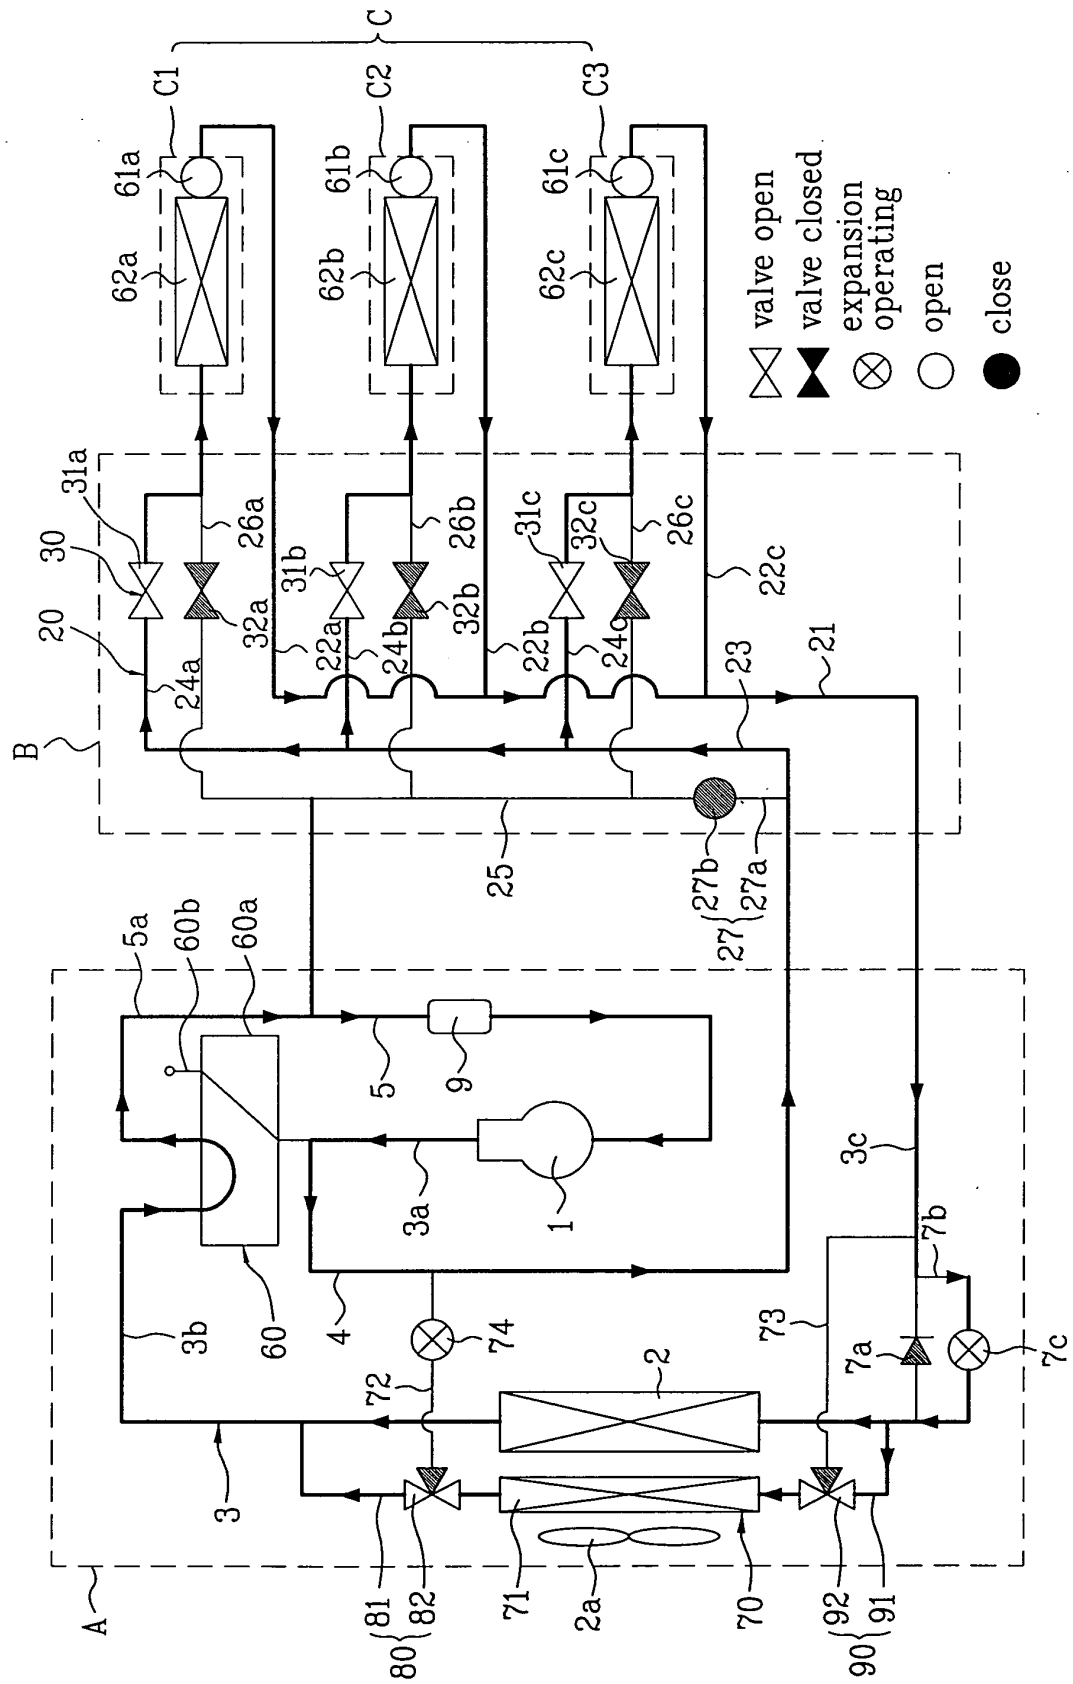 A
B
C
C1
C2
C3
61a
62a
61b
62b
61c
62c
31a
30
20
24a
26a
32a
22a
31b
24b
26b
32b
22b
31c
32c
24c
26c
22c
23
21
25
27b
27a
27
5a
60b
60a
5
9
3a
1
3b
60
4
74
72
73
3c
7b
7a
7c
2
3
71
2a
70
81
82
80
92
91
90
valve open
valve closed
expansion
operating
open
close